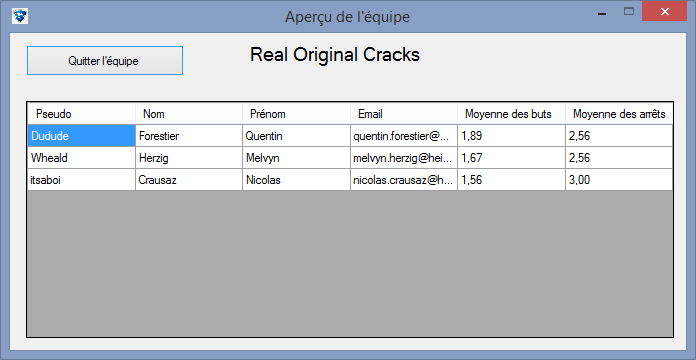 Aperçu de l'équipe
Quitter l'équipe
Real Original Cracks
Pseudo Nom Prénom Email Moyenne des buts Moyenne des arrêts
Dudude Forestier Quentin quentin.forestier@... 1,89 2,56
Wheald Herzig Melvyn melvyn.herzig@hei... 1,67 2,56
itsaboi Crausaz Nicolas nicolas.crausaz@h... 1,56 3,00